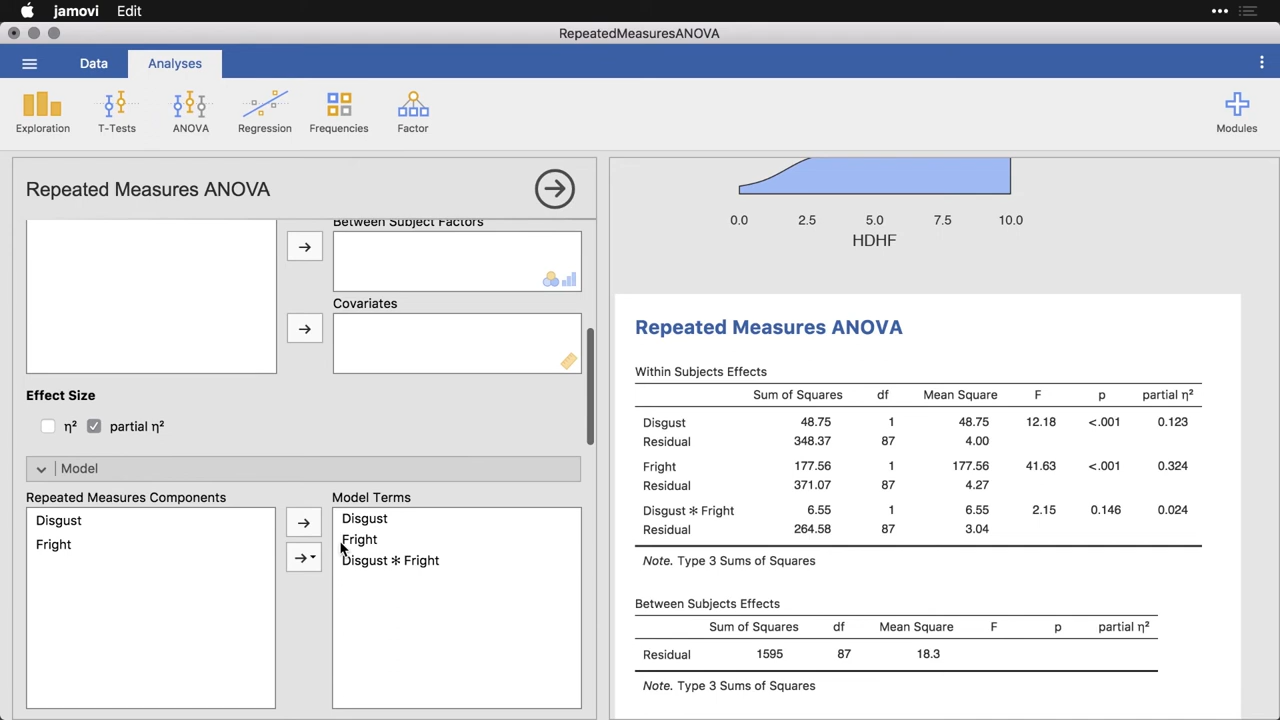 jamovi Edit
RepeatedMeasuresANOVA
Data Analyses
Exploration T-Tests ANOVA Regression Frequencies Factor Modules
Repeated Measures ANOVA
Between Subject Factors
Covariates
Effect Size
η² partial η²
Model
Repeated Measures Components Model Terms
Disgust Disgust
Fright Fright
Disgust ✻ Fright
0.0 2.5 5.0 7.5 10.0
HDHF
Repeated Measures ANOVA
Within Subjects Effects
Sum of Squares df Mean Square F p partial η²
Disgust 48.75 1 48.75 12.18 <.001 0.123
Residual 348.37 87 4.00
Fright 177.56 1 177.56 41.63 <.001 0.324
Residual 371.07 87 4.27
Disgust ✻ Fright 6.55 1 6.55 2.15 0.146 0.024
Residual 264.58 87 3.04
Note. Type 3 Sums of Squares
Between Subjects Effects
Sum of Squares df Mean Square F p partial η²
Residual 1595 87 18.3
Note. Type 3 Sums of Squares